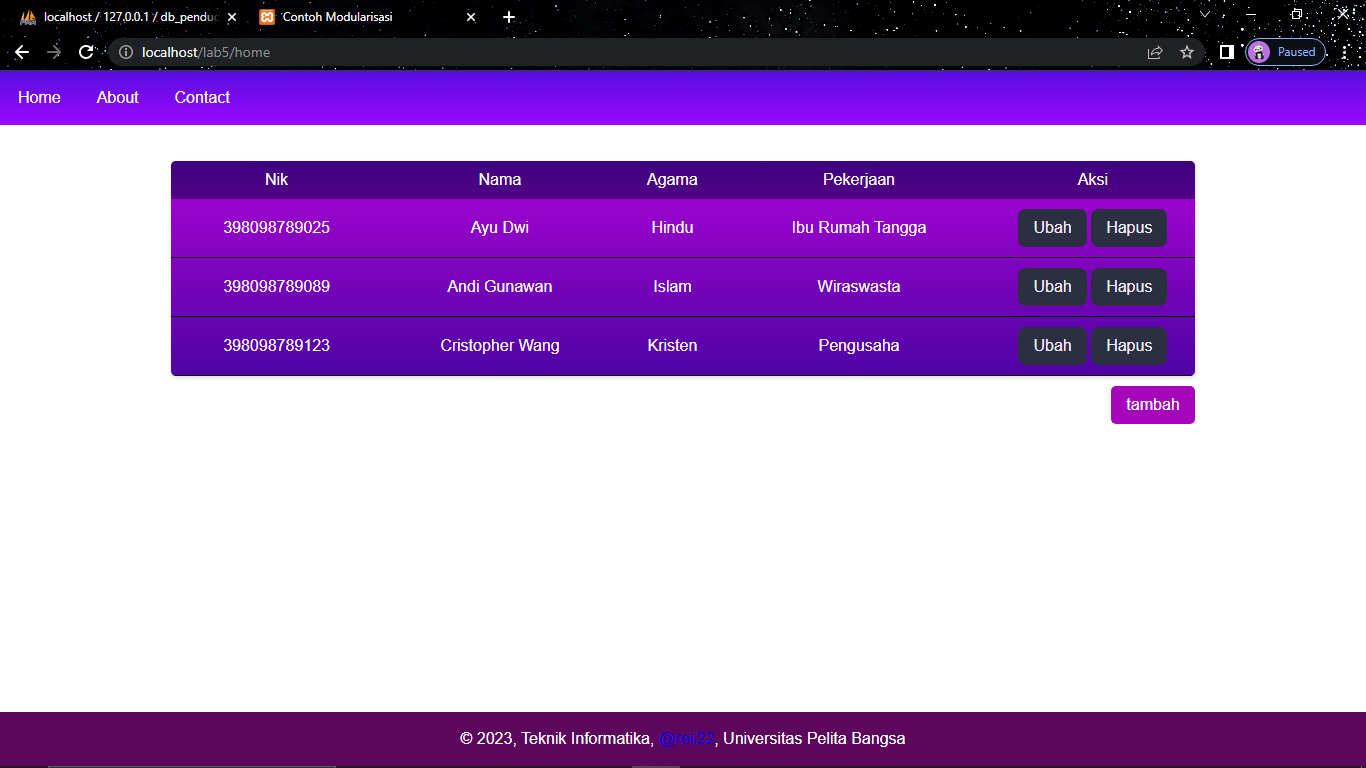 localhost / 127.0.0.1 / db_pendu
Contoh Modularisasi
localhost/lab5/home
Paused
Home About Contact
Nik Nama Agama Pekerjaan Aksi
398098789025 Ayu Dwi Hindu Ibu Rumah Tangga Ubah Hapus
398098789089 Andi Gunawan Islam Wiraswasta Ubah Hapus
398098789123 Cristopher Wang Kristen Pengusaha Ubah Hapus
tambah
© 2023, Teknik Informatika, , Universitas Pelita Bangsa